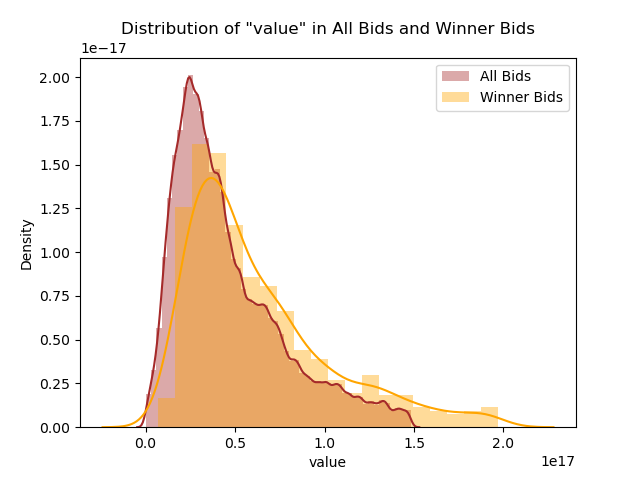 Distribution of "value" in All Bids and Winner Bids
1e−17
2.00
1.75
1.50
1.25
1.00
0.75
0.50
0.25
0.00
Density
All Bids
Winner Bids
0.0 0.5 1.0 1.5 2.0
value
1e17